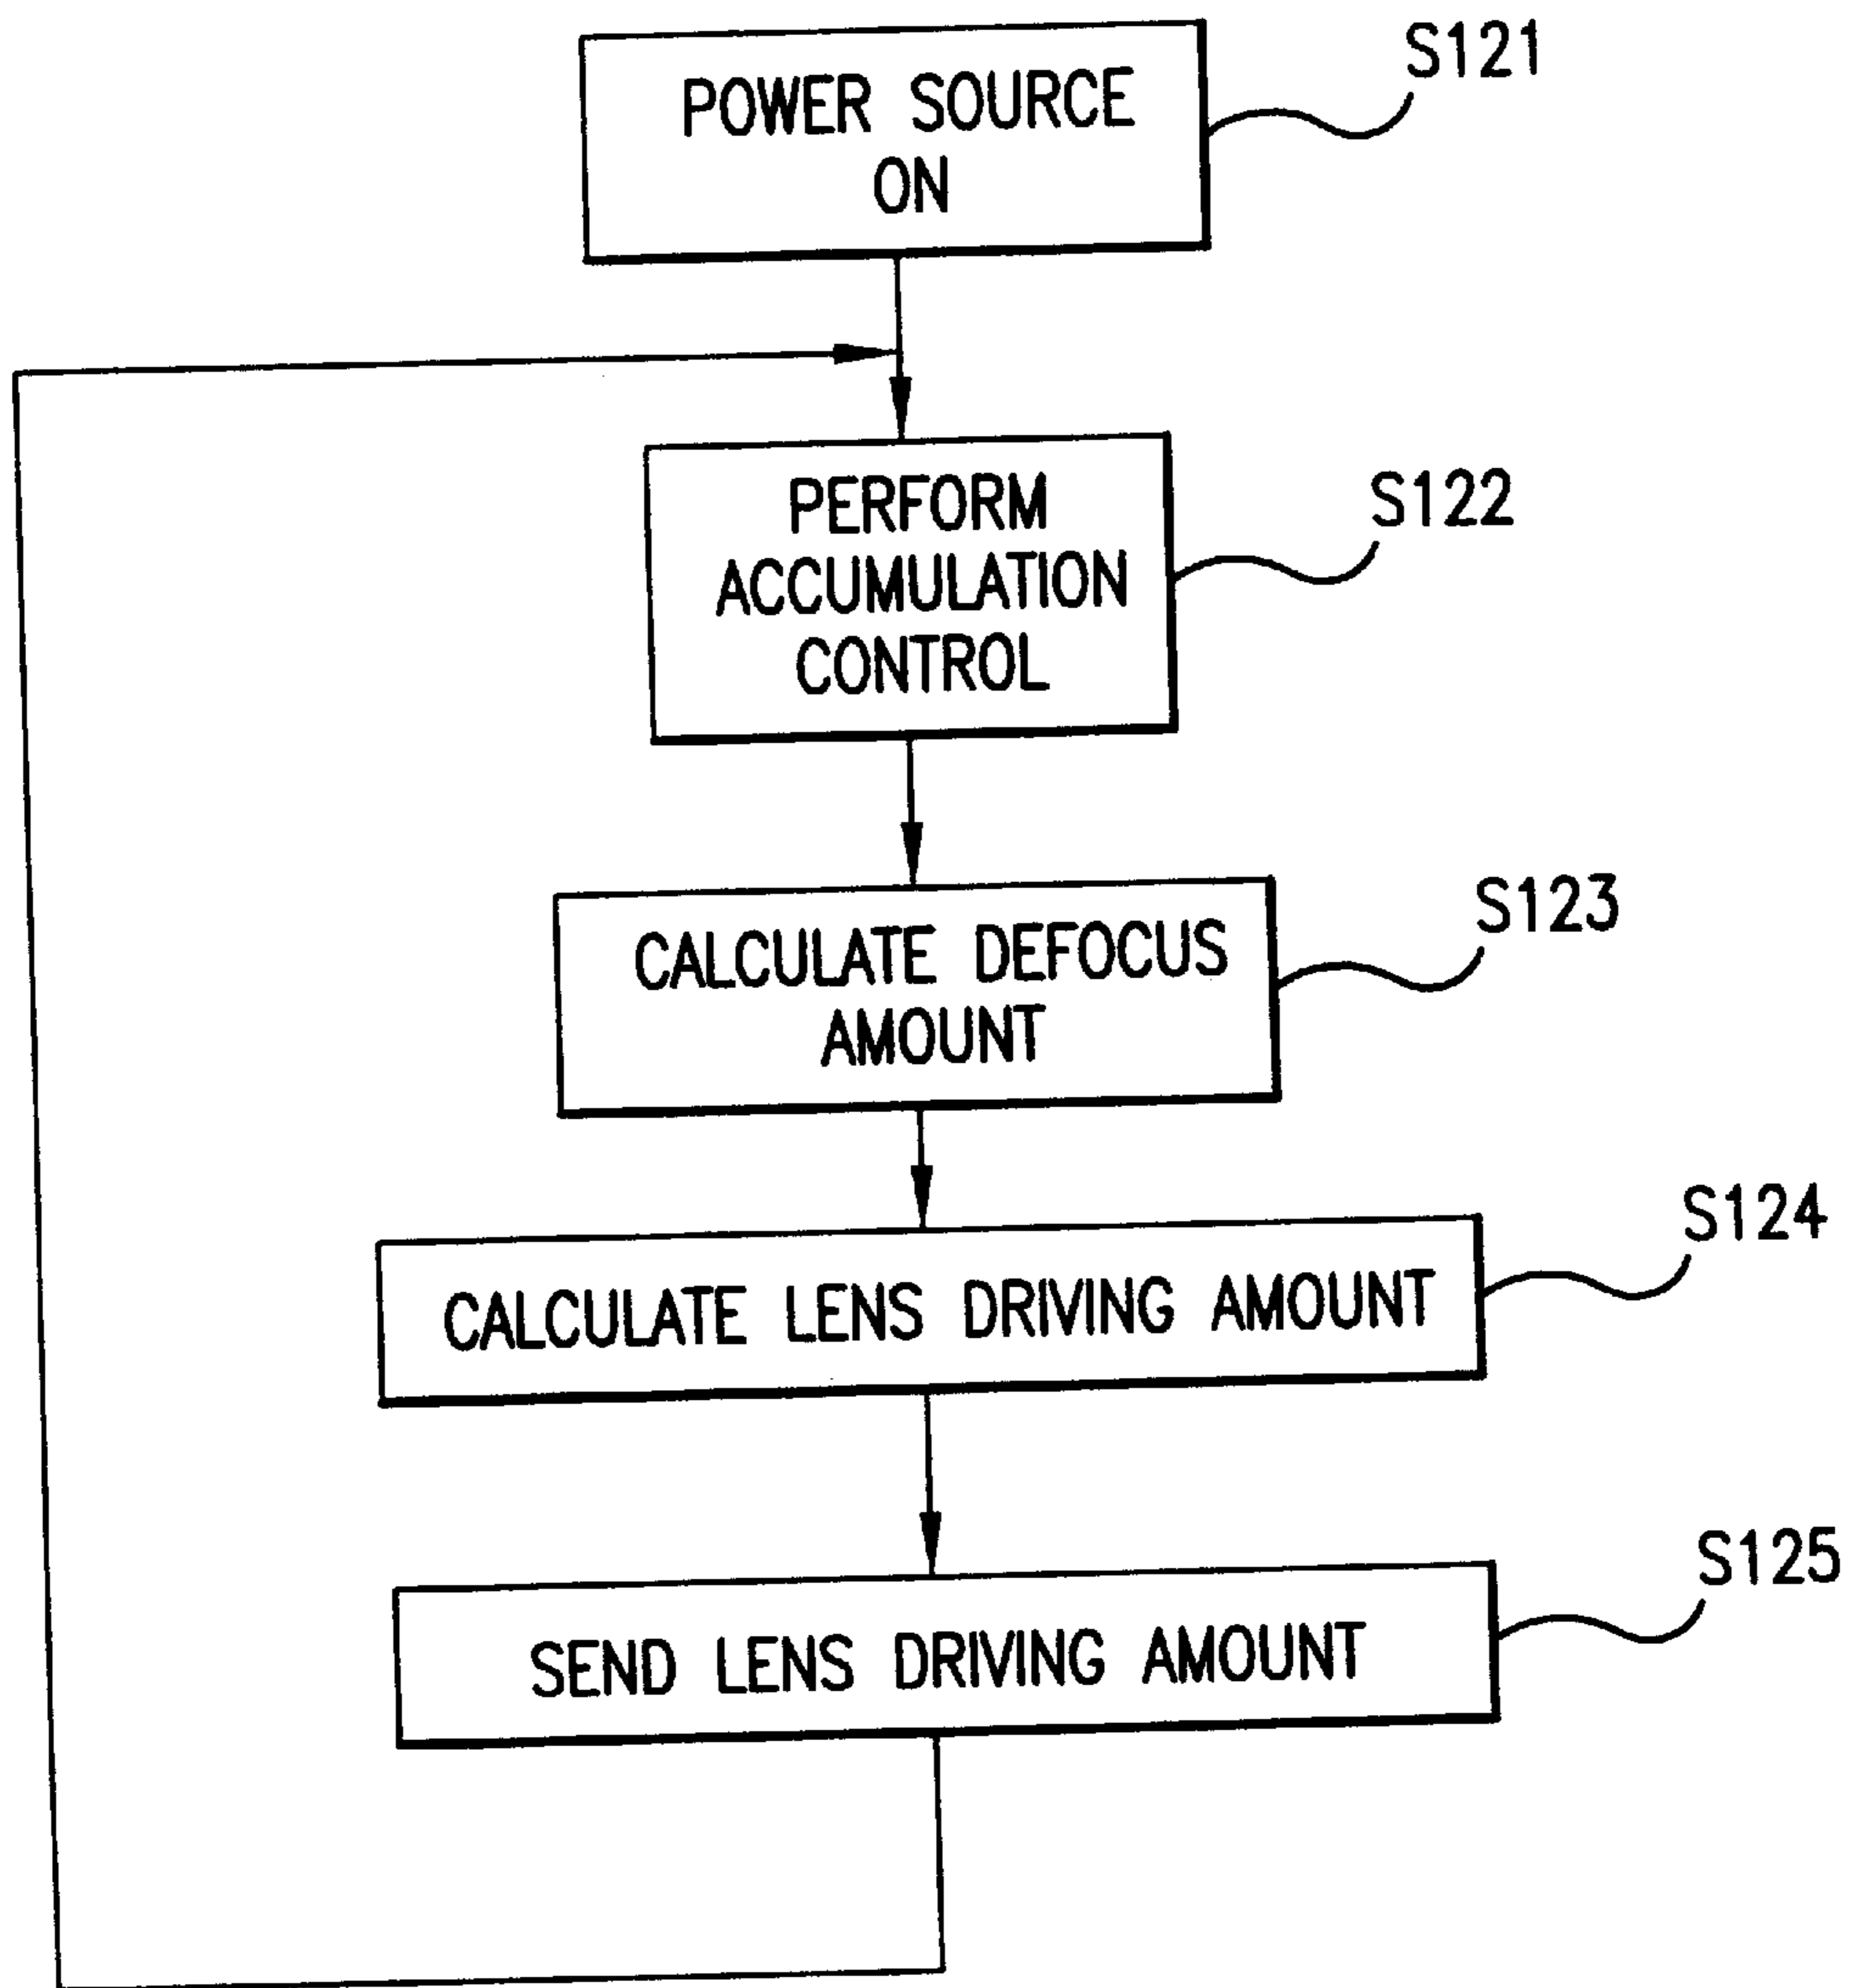 POWER SOURCE
ON
S121
PERFORM
ACCUMULATION
CONTROL
S122
CALCULATE DEFOCUS
AMOUNT
S123
CALCULATE LENS DRIVING AMOUNT
S124
SEND LENS DRIVING AMOUNT
S125